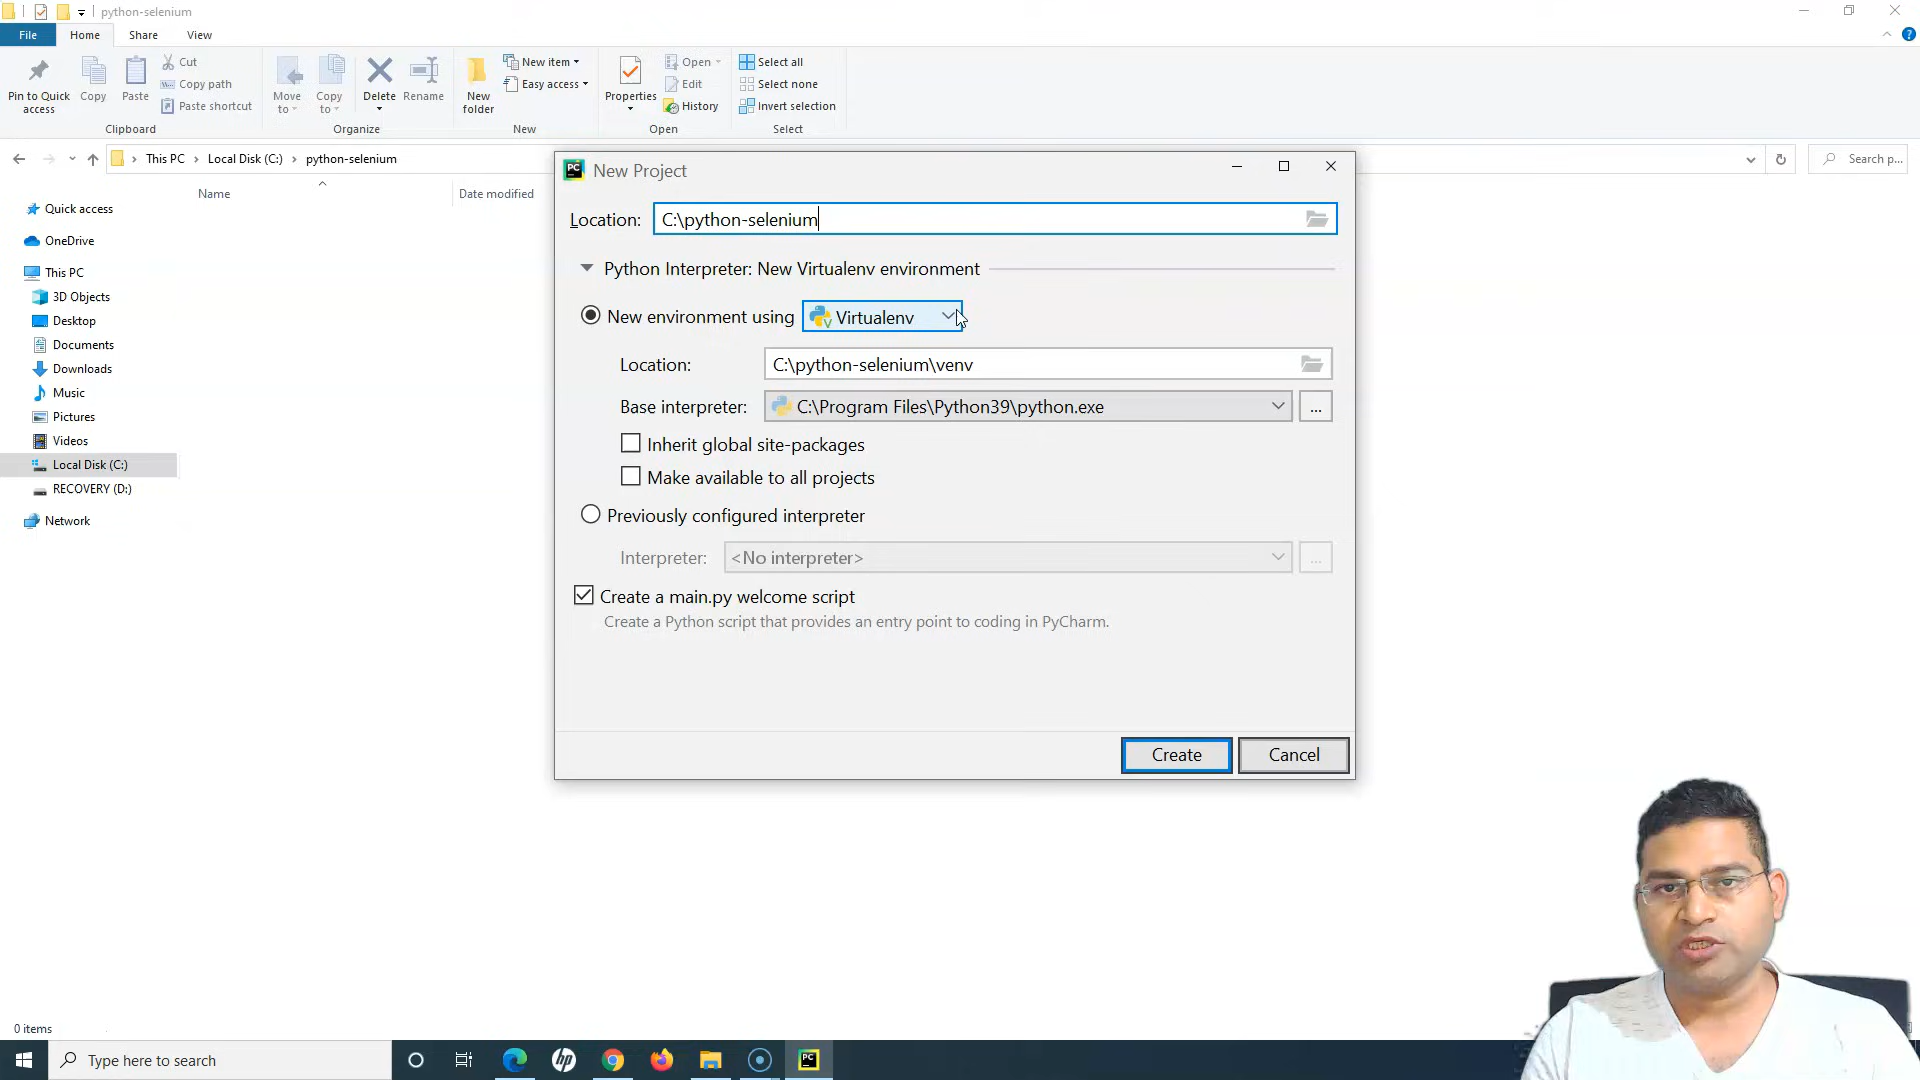 python-selenium
File
Home
Share
View
Pin to Quick access
Copy
Paste
Cut
Copy path
Paste shortcut
Clipboard
Move to
Copy to
Delete
Rename
Organize
New folder
New item
Easy access
New
Properties
Open
Edit
History
Open
Select all
Select none
Invert selection
Select
This PC
Local Disk (C:)
python-selenium
Search p...
Name
Date modified
Quick access
OneDrive
This PC
3D Objects
Desktop
Documents
Downloads
Music
Pictures
Videos
Local Disk (C:)
RECOVERY (D:)
Network
PC
New Project
Location: C:\python-selenium
Python Interpreter: New Virtualenv environment
New environment using Virtualenv
Location: C:\python-selenium\venv
Base interpreter: C:\Program Files\Python39\python.exe ...
Inherit global site-packages
Make available to all projects
Previously configured interpreter
Interpreter: <No interpreter> ...
Create a main.py welcome script
Create a Python script that provides an entry point to coding in PyCharm.
Create
Cancel
0 items
Type here to search
hp
PC